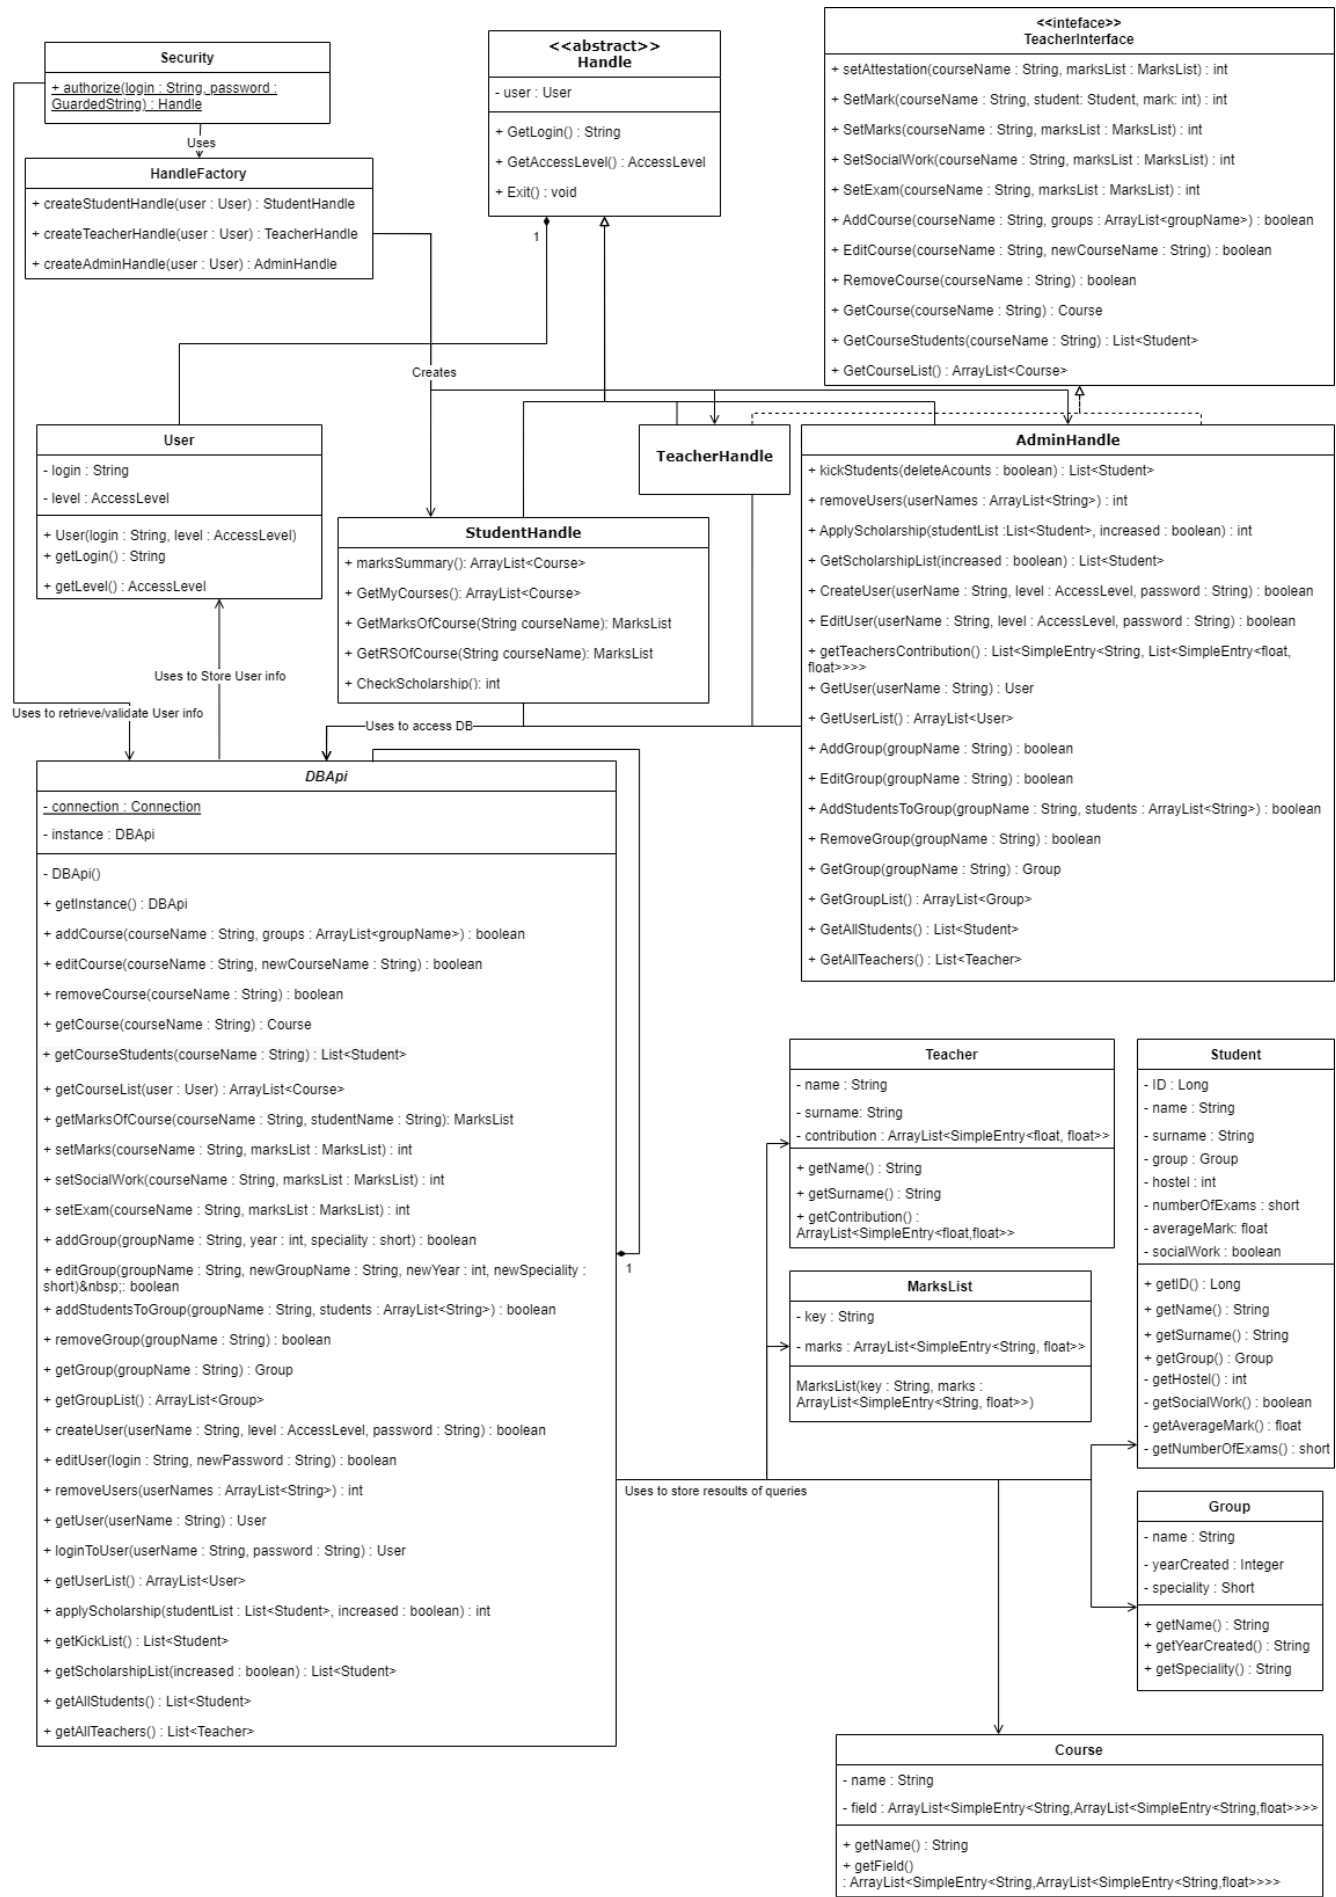 Security
+ authorize(login : String, password :
GuardedString) : Handle
Uses
HandleFactory
+ createStudentHandle(user : User) : StudentHandle
+ createTeacherHandle(user : User) : TeacherHandle
+ createAdminHandle(user : User) : AdminHandle
<<abstract>>
Handle
- user : User
+ GetLogin() : String
+ GetAccessLevel() : AccessLevel
+ Exit() : void
1
<<inteface>>
TeacherInterface
+ setAttestation(courseName : String, marksList : MarksList) : int
+ SetMark(courseName : String, student: Student, mark: int) : int
+ SetMarks(courseName : String, marksList : MarksList) : int
+ SetSocialWork(courseName : String, marksList : MarksList) : int
+ SetExam(courseName : String, marksList : MarksList) : int
+ AddCourse(courseName : String, groups : ArrayList<groupName>) : boolean
+ EditCourse(courseName : String, newCourseName : String) : boolean
+ RemoveCourse(courseName : String) : boolean
+ GetCourse(courseName : String) : Course
+ GetCourseStudents(courseName : String) : List<Student>
+ GetCourseList() : ArrayList<Course>
Creates
User
- login : String
- level : AccessLevel
+ User(login : String, level : AccessLevel)
+ getLogin() : String
+ getLevel() : AccessLevel
TeacherHandle
StudentHandle
+ marksSummary(): ArrayList<Course>
+ GetMyCourses(): ArrayList<Course>
+ GetMarksOfCourse(String courseName): MarksList
+ GetRSOfCourse(String courseName): MarksList
+ CheckScholarship(): int
AdminHandle
+ kickStudents(deleteAcounts : boolean) : List<Student>
+ removeUsers(userNames : ArrayList<String>) : int
+ ApplyScholarship(studentList :List<Student>, increased : boolean) : int
+ GetScholarshipList(increased : boolean) : List<Student>
+ CreateUser(userName : String, level : AccessLevel, password : String) : boolean
+ EditUser(userName : String, level : AccessLevel, password : String) : boolean
+ getTeachersContribution() : List<SimpleEntry<String, List<SimpleEntry<float,
float>>>>
+ GetUser(userName : String) : User
+ GetUserList() : ArrayList<User>
+ AddGroup(groupName : String) : boolean
+ EditGroup(groupName : String) : boolean
+ AddStudentsToGroup(groupName : String, students : ArrayList<String>) : boolean
+ RemoveGroup(groupName : String) : boolean
+ GetGroup(groupName : String) : Group
+ GetGroupList() : ArrayList<Group>
+ GetAllStudents() : List<Student>
+ GetAllTeachers() : List<Teacher>
Uses to Store User info
Uses to retrieve/validate User info
Uses to access DB
DBApi
- connection : Connection
- instance : DBApi
- DBApi()
+ getInstance() : DBApi
+ addCourse(courseName : String, groups : ArrayList<groupName>) : boolean
+ editCourse(courseName : String, newCourseName : String) : boolean
+ removeCourse(courseName : String) : boolean
+ getCourse(courseName : String) : Course
+ getCourseStudents(courseName : String) : List<Student>
+ getCourseList(user : User) : ArrayList<Course>
+ getMarksOfCourse(courseName : String, studentName : String): MarksList
+ setMarks(courseName : String, marksList : MarksList) : int
+ setSocialWork(courseName : String, marksList : MarksList) : int
+ setExam(courseName : String, marksList : MarksList) : int
+ addGroup(groupName : String, year : int, speciality : short) : boolean
+ editGroup(groupName : String, newGroupName : String, newYear : int, newSpeciality :
short)&nbsp;: boolean
+ addStudentsToGroup(groupName : String, students : ArrayList<String>) : boolean
+ removeGroup(groupName : String) : boolean
+ getGroup(groupName : String) : Group
+ getGroupList() : ArrayList<Group>
+ createUser(userName : String, level : AccessLevel, password : String) : boolean
+ editUser(login : String, newPassword : String) : boolean
+ removeUsers(userNames : ArrayList<String>) : int
+ getUser(userName : String) : User
+ loginToUser(userName : String, password : String) : User
+ getUserList() : ArrayList<User>
+ applyScholarship(studentList : List<Student>, increased : boolean) : int
+ getKickList() : List<Student>
+ getScholarshipList(increased : boolean) : List<Student>
+ getAllStudents() : List<Student>
+ getAllTeachers() : List<Teacher>
1
Uses to store resoults of queries
Teacher
- name : String
- surname: String
- contribution : ArrayList<SimpleEntry<float, float>>
+ getName() : String
+ getSurname() : String
+ getContribution() :
ArrayList<SimpleEntry<float,float>>
MarksList
- key : String
- marks : ArrayList<SimpleEntry<String, float>>
MarksList(key : String, marks :
ArrayList<SimpleEntry<String, float>>)
Student
- ID : Long
- name : String
- surname : String
- group : Group
- hostel : int
- numberOfExams : short
- averageMark: float
- socialWork : boolean
+ getID() : Long
+ getName() : String
+ getSurname() : String
+ getGroup() : Group
- getHostel() : int
- getSocialWork() : boolean
- getAverageMark() : float
- getNumberOfExams() : short
Group
- name : String
- yearCreated : Integer
- speciality : Short
+ getName() : String
+ getYearCreated() : String
+ getSpeciality() : String
Course
- name : String
- field : ArrayList<SimpleEntry<String,ArrayList<SimpleEntry<String,float>>>>
+ getName() : String
+ getField()
: ArrayList<SimpleEntry<String,ArrayList<SimpleEntry<String,float>>>>